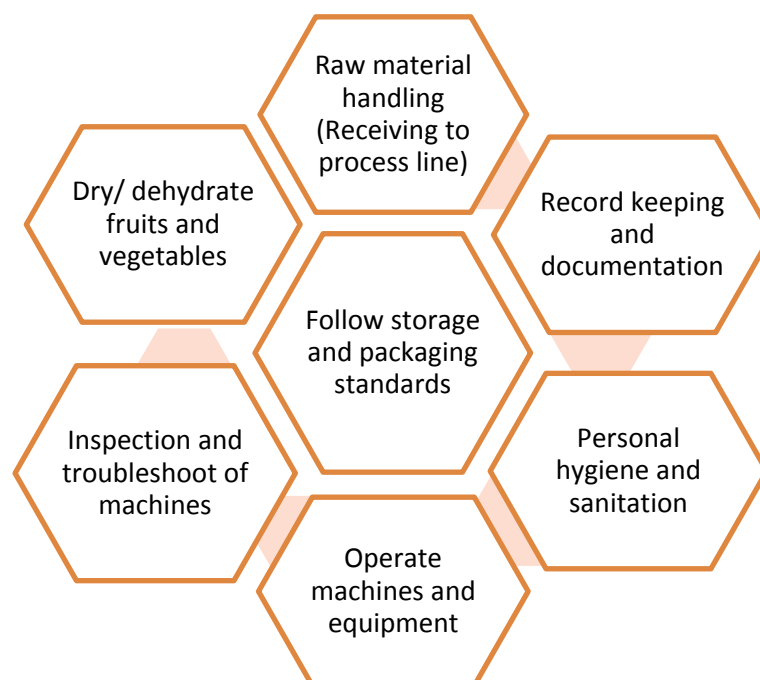 Raw material
handling
(Receiving to
process line)
Dry/ dehydrate
fruits and
vegetables
Record keeping
and
documentation
Follow storage
and packaging
standards
Inspection and
troubleshoot of
machines
Personal
hygiene and
sanitation
Operate
machines and
equipment